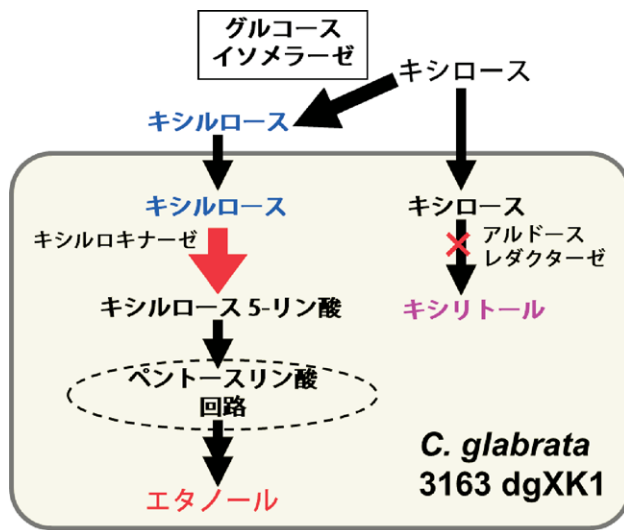 グルコース
イソメラーゼ
キシロース
キシルロース
キシルロース
キシロース
キシルロキナーゼ
アルドース
レダクターゼ
キシルロース 5-リン酸
キシリトール
ペントースリン酸
回路
エタノール
C. glabrata
3163 dgXK1